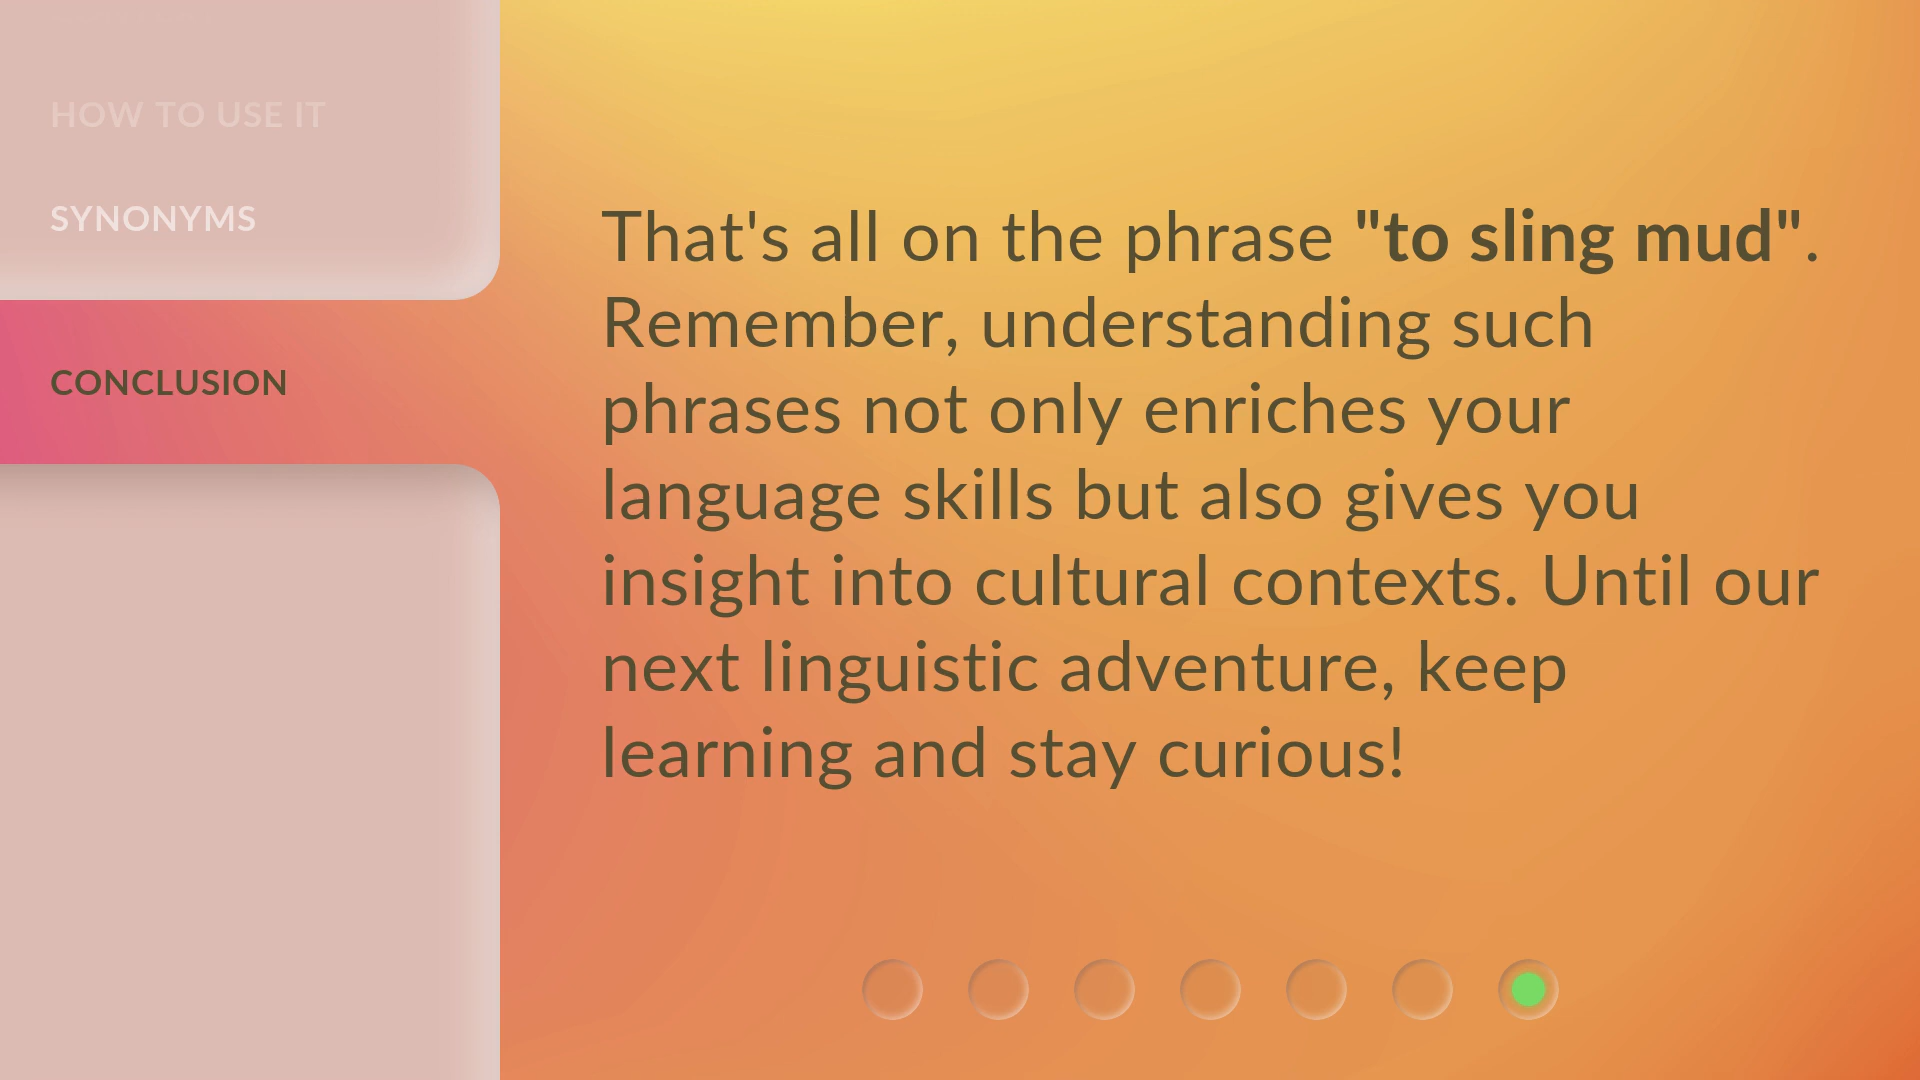 HOW TO USE IT
SYNONYMS
CONCLUSION
That's all on the phrase "to sling mud".
Remember, understanding such
phrases not only enriches your
language skills but also gives you
insight into cultural contexts. Until our
next linguistic adventure, keep
learning and stay curious!